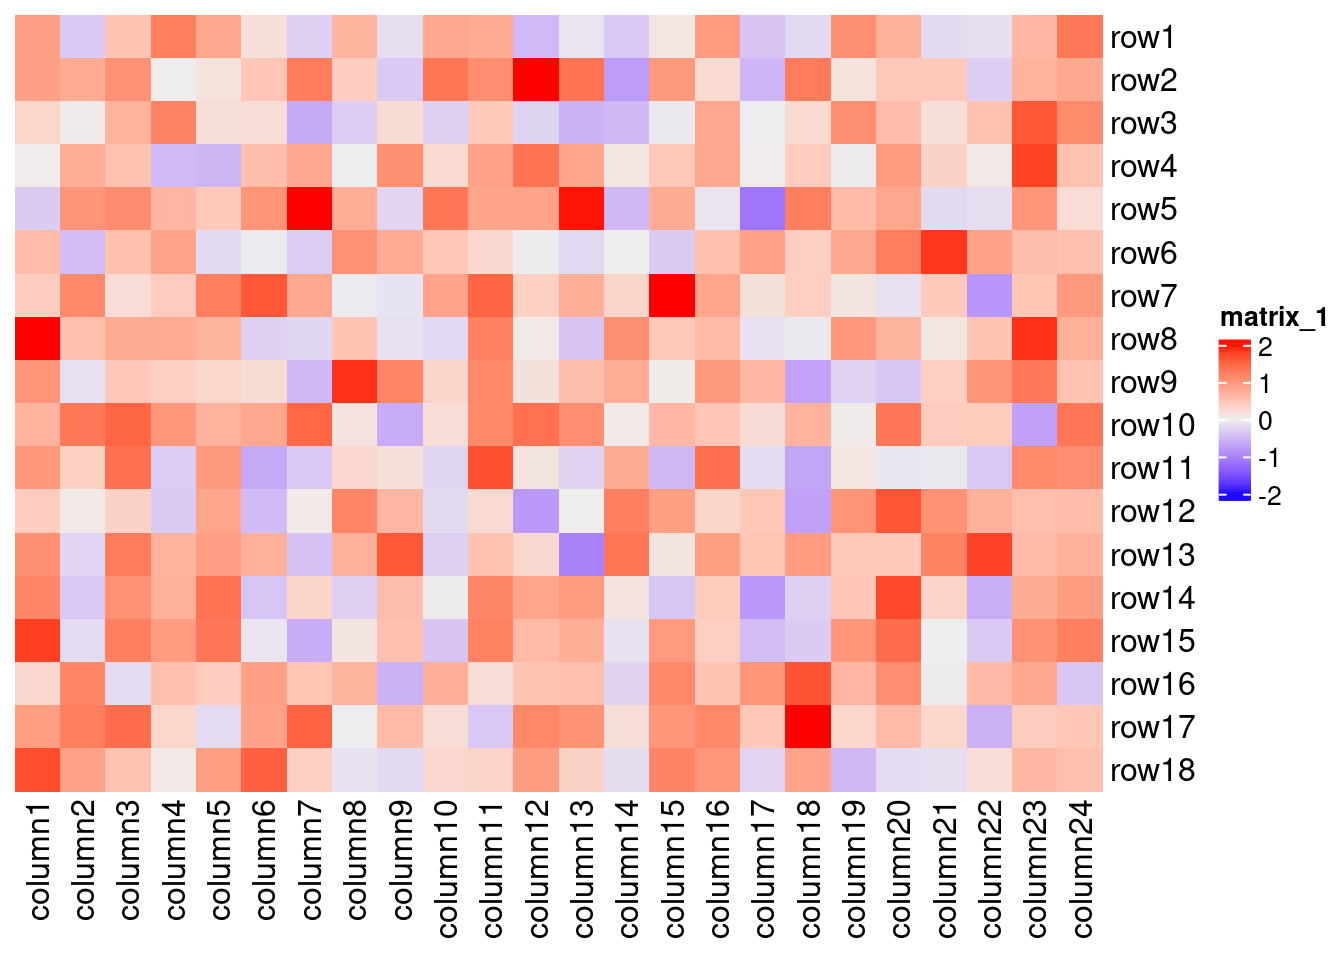 row1
row2
row3
row4
row5
row6
row7
row8
row9
row10
row11
row12
row13
row14
row15
row16
row17
row18
column1
column2
column3
column4
column5
column6
column7
column8
column9
column10
column11
column12
column13
column14
column15
column16
column17
column18
column19
column20
column21
column22
column23
column24
matrix_1
2
1
0
-1
-2